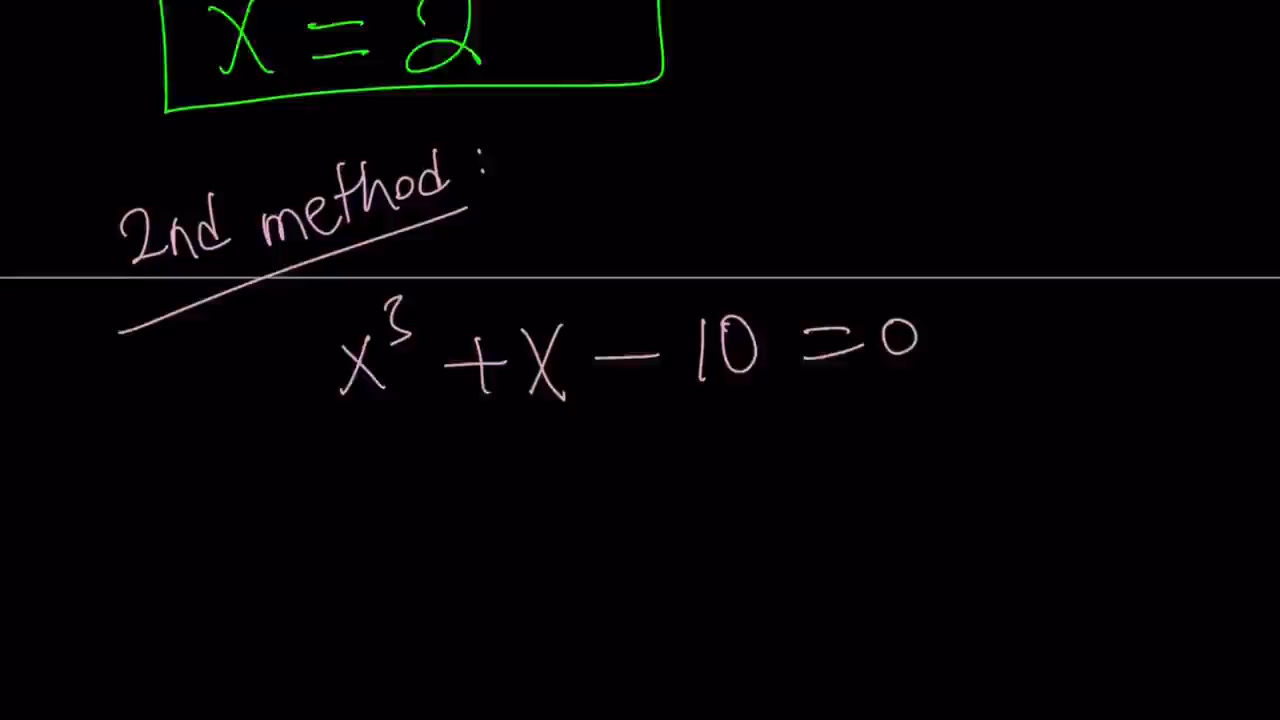 x = 2
2nd method:
x³ + x - 10 = 0